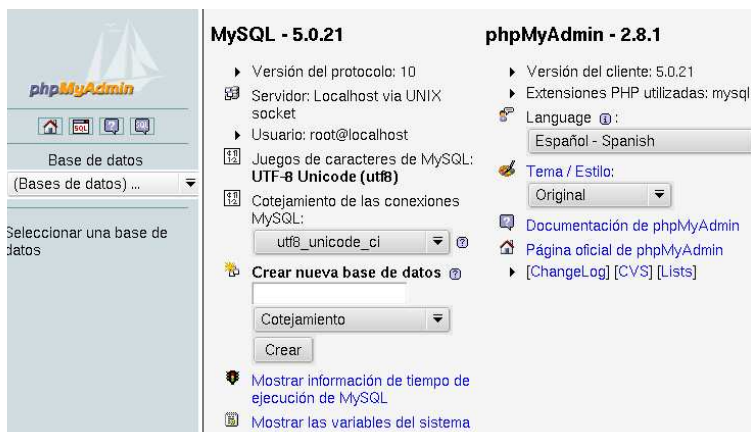 phpMyAdmin
SQL
Base de datos
(Bases de datos) ...
Seleccionar una base de
datos
MySQL - 5.0.21
Versión del protocolo: 10
Servidor: Localhost via UNIX
socket
Usuario: root@localhost
Juegos de caracteres de MySQL:
UTF-8 Unicode (utf8)
Cotejamiento de las conexiones
MySQL:
utf8_unicode_ci
Crear nueva base de datos
Cotejamiento
Crear
Mostrar información de tiempo de
ejecución de MySQL
Mostrar las variables del sistema
phpMyAdmin - 2.8.1
Versión del cliente: 5.0.21
Extensiones PHP utilizadas: mysql
Language :
Español - Spanish
Tema / Estilo:
Original
Documentación de phpMyAdmin
Página oficial de phpMyAdmin
[ChangeLog] [CVS] [Lists]